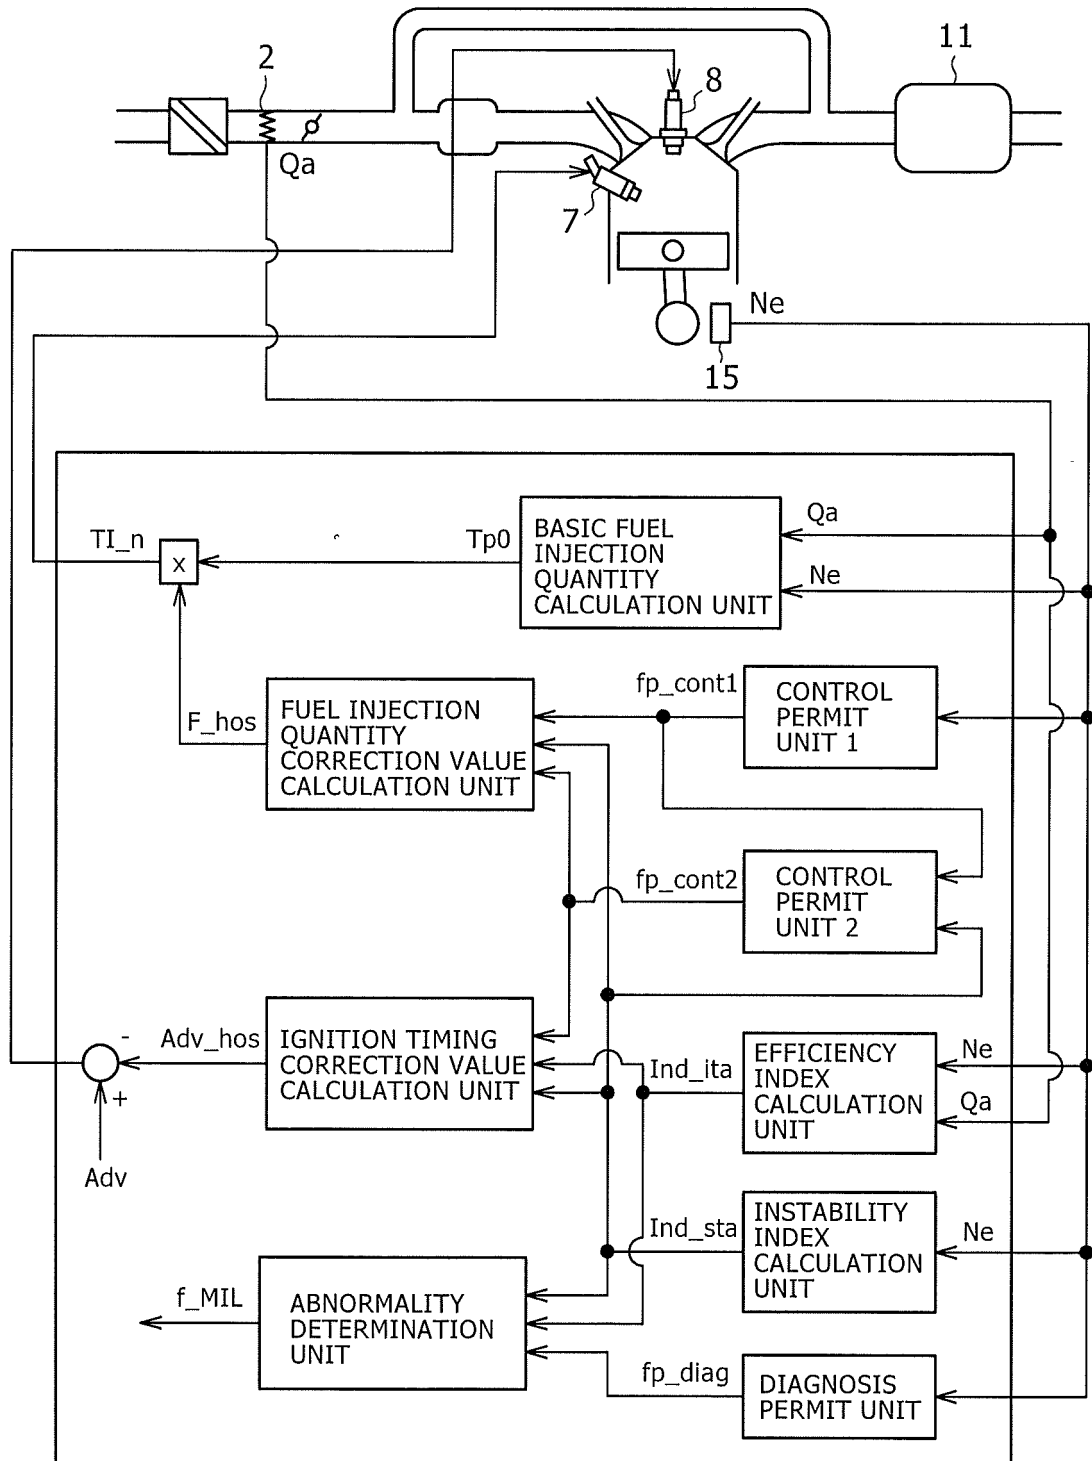 2
11
8
Qa
7
Ne
15
TI_n
x
Tp0
BASIC FUEL
INJECTION
QUANTITY
CALCULATION UNIT
Qa
Ne
F_hos
FUEL INJECTION
QUANTITY
CORRECTION VALUE
CALCULATION UNIT
fp_cont1
CONTROL
PERMIT
UNIT 1
fp_cont2
CONTROL
PERMIT
UNIT 2
-
+
Adv
Adv_hos
IGNITION TIMING
CORRECTION VALUE
CALCULATION UNIT
Ind_ita
EFFICIENCY
INDEX
CALCULATION
UNIT
Ne
Qa
Ind_sta
INSTABILITY
INDEX
CALCULATION
UNIT
Ne
f_MIL
ABNORMALITY
DETERMINATION
UNIT
fp_diag
DIAGNOSIS
PERMIT UNIT